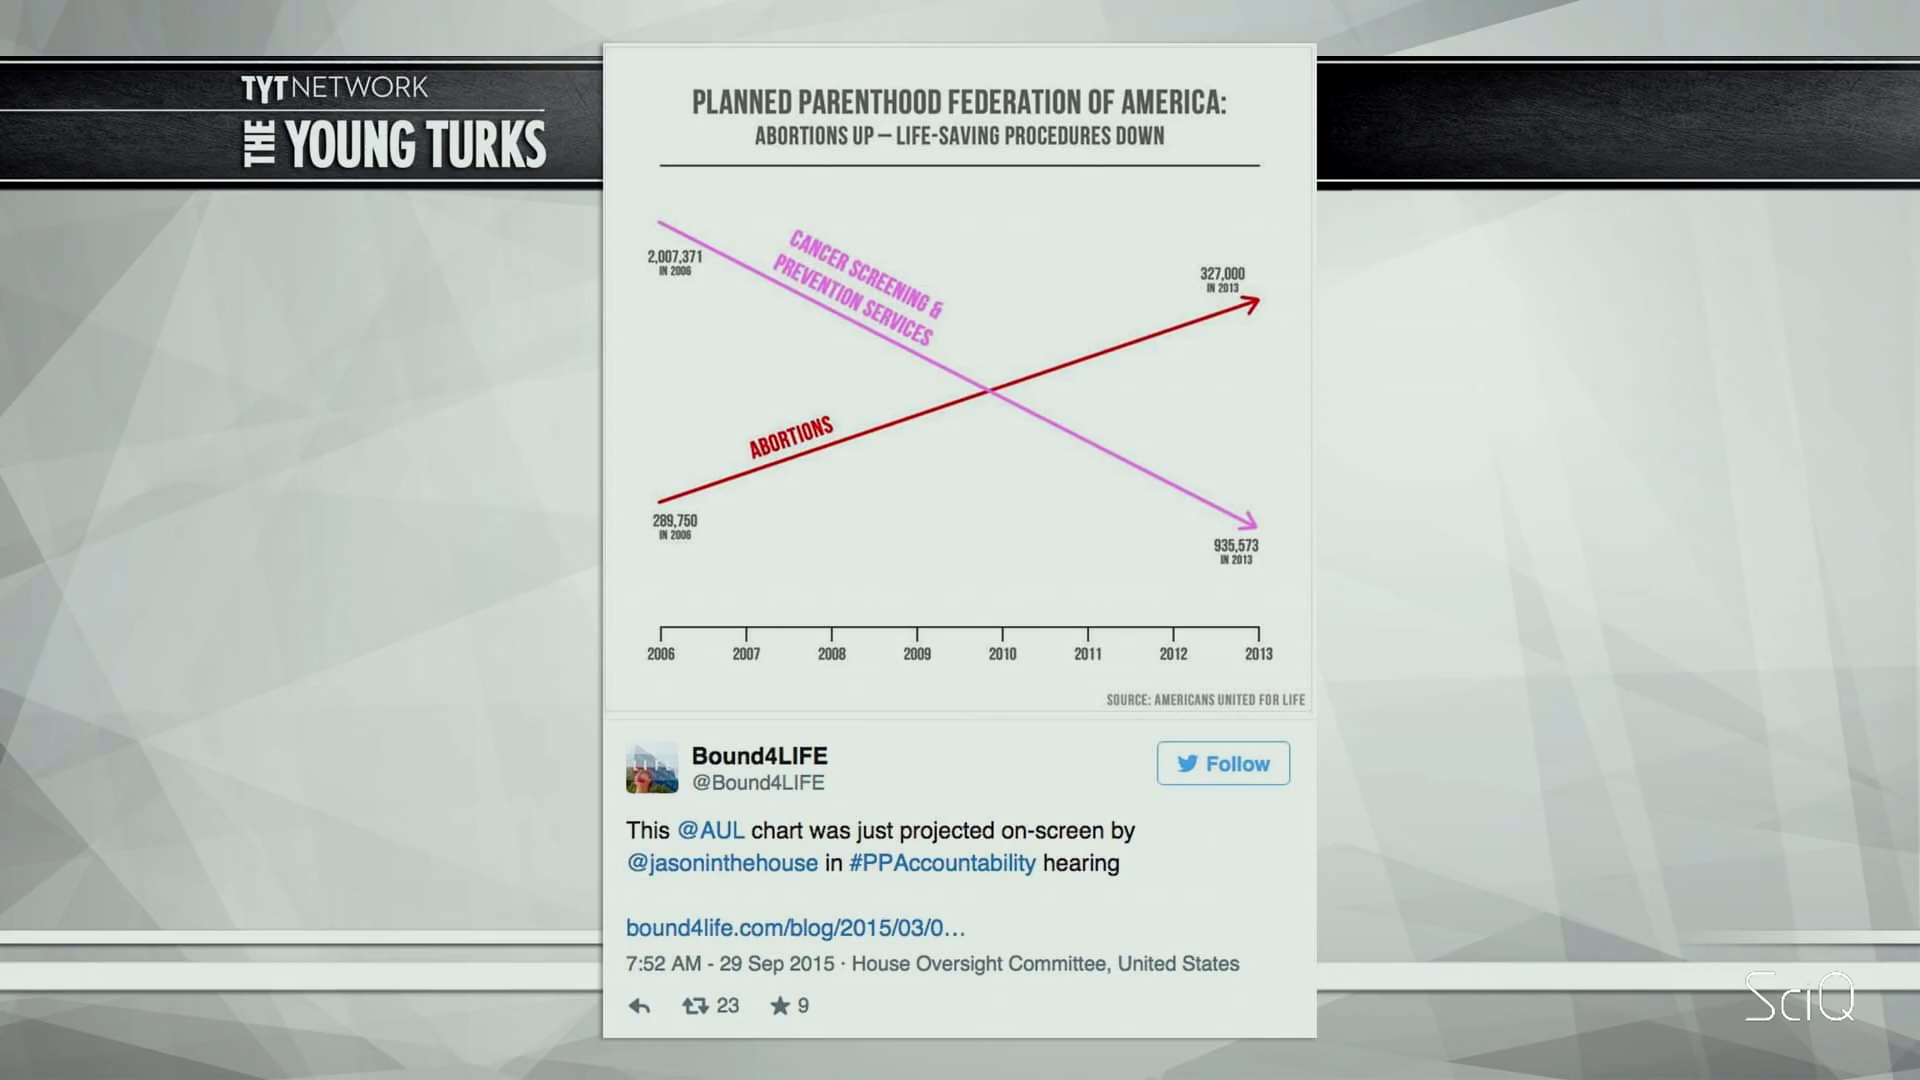 TYT NETWORK
THE YOUNG TURKS
PLANNED PARENTHOOD FEDERATION OF AMERICA:
ABORTIONS UP – LIFE-SAVING PROCEDURES DOWN
2,007,371
IN 2006
CANCER SCREENING &
PREVENTION SERVICES
327,000
IN 2013
ABORTIONS
289,750
IN 2006
935,573
IN 2013
2006 2007 2008 2009 2010 2011 2012 2013
SOURCE: AMERICANS UNITED FOR LIFE
Bound4LIFE
@Bound4LIFE
Follow
This @AUL chart was just projected on-screen by
@jasoninthehouse in #PPAccountability hearing
bound4life.com/blog/2015/03/0…
7:52 AM - 29 Sep 2015 · House Oversight Committee, United States
23 9
SciQ